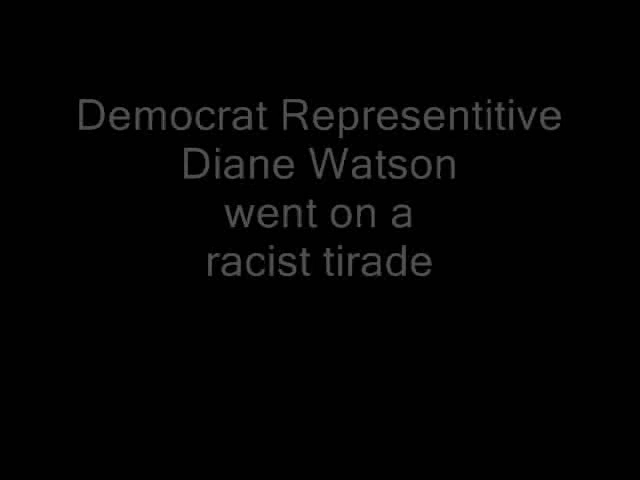 Democrat Representitive
Diane Watson
went on a
racist tirade